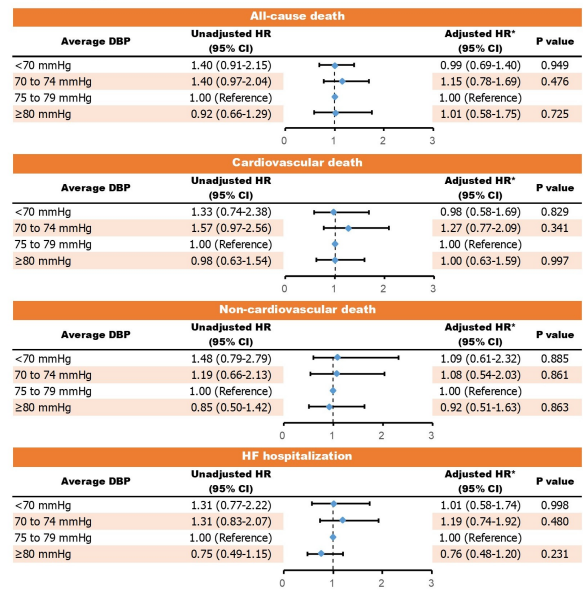 All-cause death
Average DBP Unadjusted HR (95% CI) Adjusted HR* (95% CI) P value
<70 mmHg 1.40 (0.91-2.15) 0.99 (0.69-1.40) 0.949
70 to 74 mmHg 1.40 (0.97-2.04) 1.15 (0.78-1.69) 0.476
75 to 79 mmHg 1.00 (Reference) 1.00 (Reference)
≥80 mmHg 0.92 (0.66-1.29) 1.01 (0.58-1.75) 0.725
0 1 2 3
Cardiovascular death
Average DBP Unadjusted HR (95% CI) Adjusted HR* (95% CI) P value
<70 mmHg 1.33 (0.74-2.38) 0.98 (0.58-1.69) 0.829
70 to 74 mmHg 1.57 (0.97-2.56) 1.27 (0.77-2.09) 0.341
75 to 79 mmHg 1.00 (Reference) 1.00 (Reference)
≥80 mmHg 0.98 (0.63-1.54) 1.00 (0.63-1.59) 0.997
0 1 2 3
Non-cardiovascular death
Average DBP Unadjusted HR (95% CI) Adjusted HR* (95% CI) P value
<70 mmHg 1.48 (0.79-2.79) 1.09 (0.61-2.32) 0.885
70 to 74 mmHg 1.19 (0.66-2.13) 1.08 (0.54-2.03) 0.861
75 to 79 mmHg 1.00 (Reference) 1.00 (Reference)
≥80 mmHg 0.85 (0.50-1.42) 0.92 (0.51-1.63) 0.863
0 1 2 3
HF hospitalization
Average DBP Unadjusted HR (95% CI) Adjusted HR* (95% CI) P value
<70 mmHg 1.31 (0.77-2.22) 1.01 (0.58-1.74) 0.998
70 to 74 mmHg 1.31 (0.83-2.07) 1.19 (0.74-1.92) 0.480
75 to 79 mmHg 1.00 (Reference) 1.00 (Reference)
≥80 mmHg 0.75 (0.49-1.15) 0.76 (0.48-1.20) 0.231
0 1 2 3